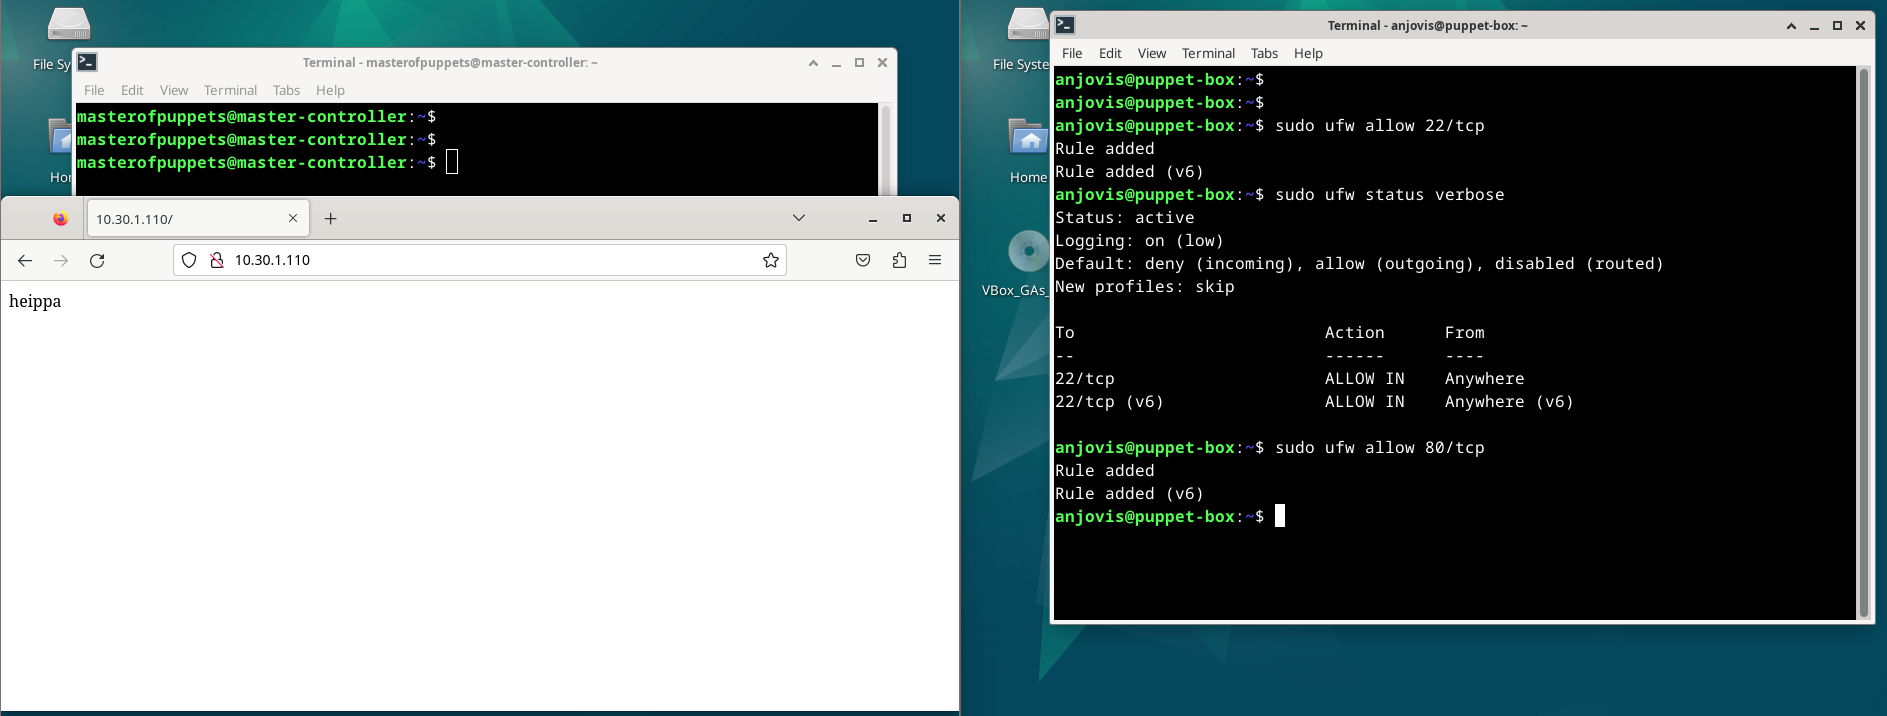 File Sy
Hor
Terminal - masterofpuppets@master-controller: ~
File Edit View Terminal Tabs Help
masterofpuppets@master-controller:~$
masterofpuppets@master-controller:~$
masterofpuppets@master-controller:~$
10.30.1.110/
10.30.1.110
heippa
File Syste
Home
VBox_GAs_
Terminal - anjovis@puppet-box: ~
File Edit View Terminal Tabs Help
anjovis@puppet-box:~$
anjovis@puppet-box:~$
anjovis@puppet-box:~$ sudo ufw allow 22/tcp
Rule added
Rule added (v6)
anjovis@puppet-box:~$ sudo ufw status verbose
Status: active
Logging: on (low)
Default: deny (incoming), allow (outgoing), disabled (routed)
New profiles: skip
To Action From
-- ------ ----
22/tcp ALLOW IN Anywhere
22/tcp (v6) ALLOW IN Anywhere (v6)
anjovis@puppet-box:~$ sudo ufw allow 80/tcp
Rule added
Rule added (v6)
anjovis@puppet-box:~$